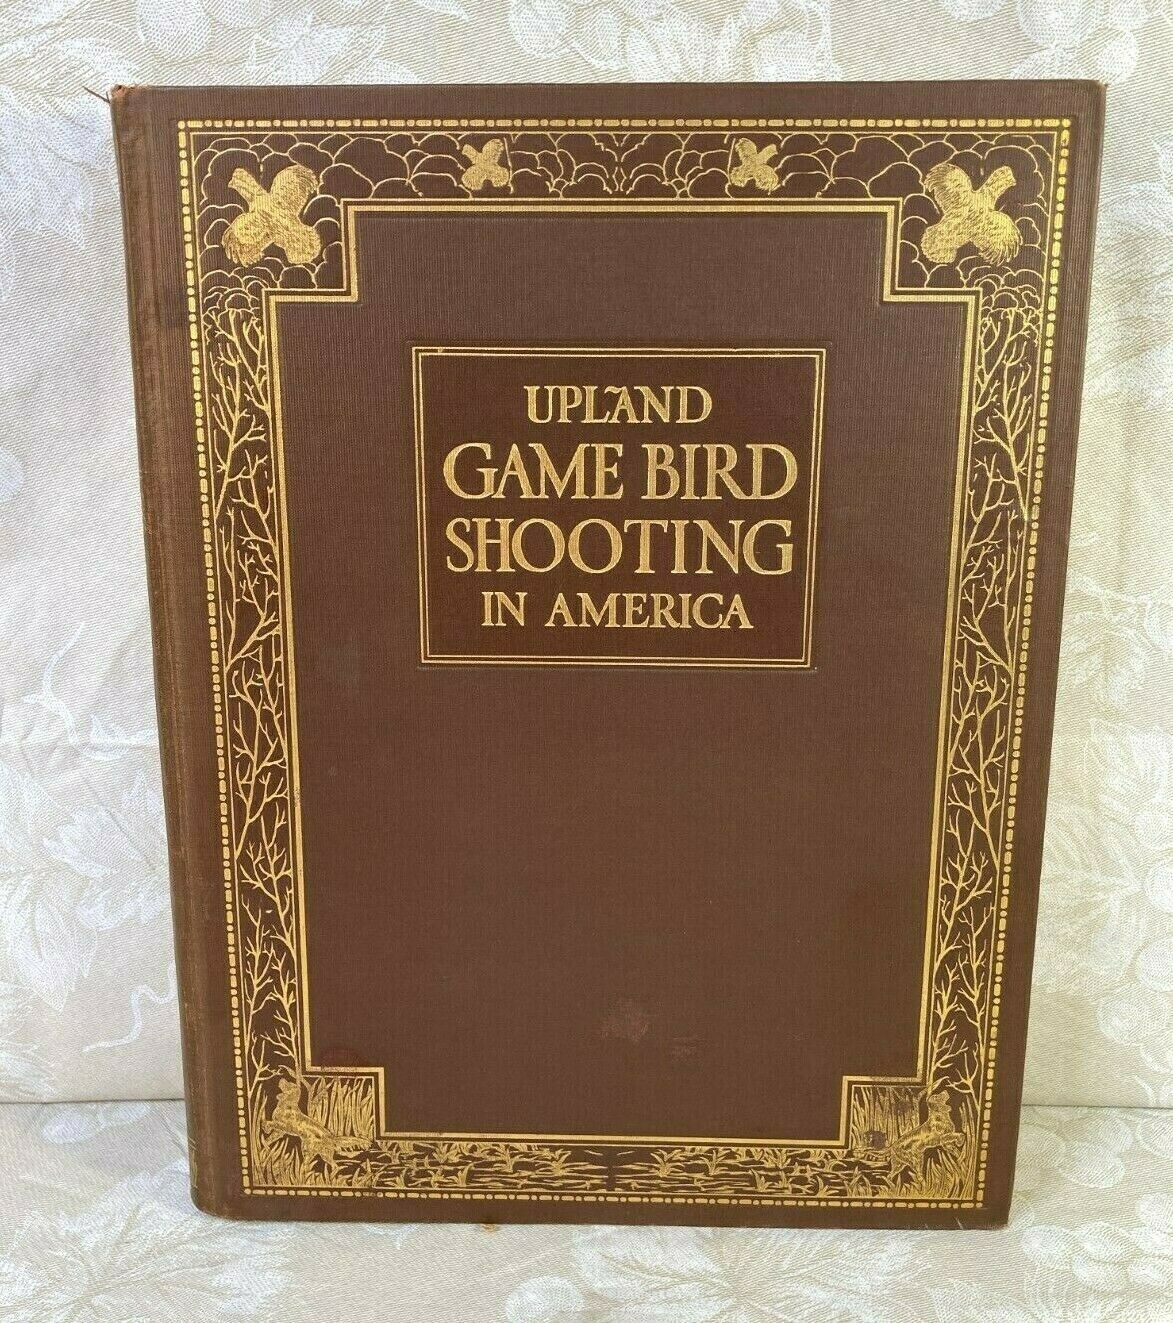 UPLAND
GAME BIRD
SHOOTING
IN AMERICA